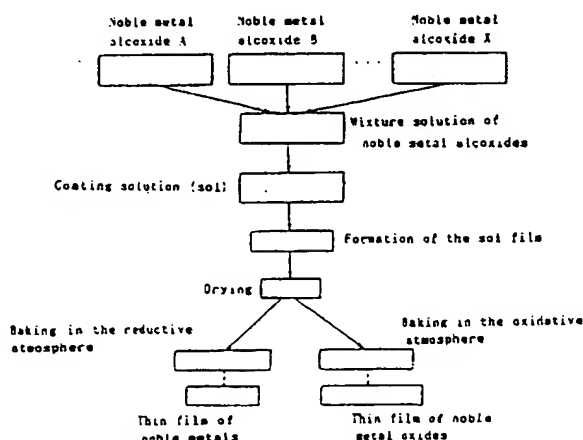 Noble metal
alcoxide A
Noble metal
alcoxide B
...
Noble metal
alcoxide X
Mixture solution of
noble metal alcoxides
Coating solution (sol)
Formation of the sol film
Drying
Baking in the reductive
atmosphere
Baking in the oxidative
atmosphere
Thin film of
noble metals
Thin film of noble
metal oxides